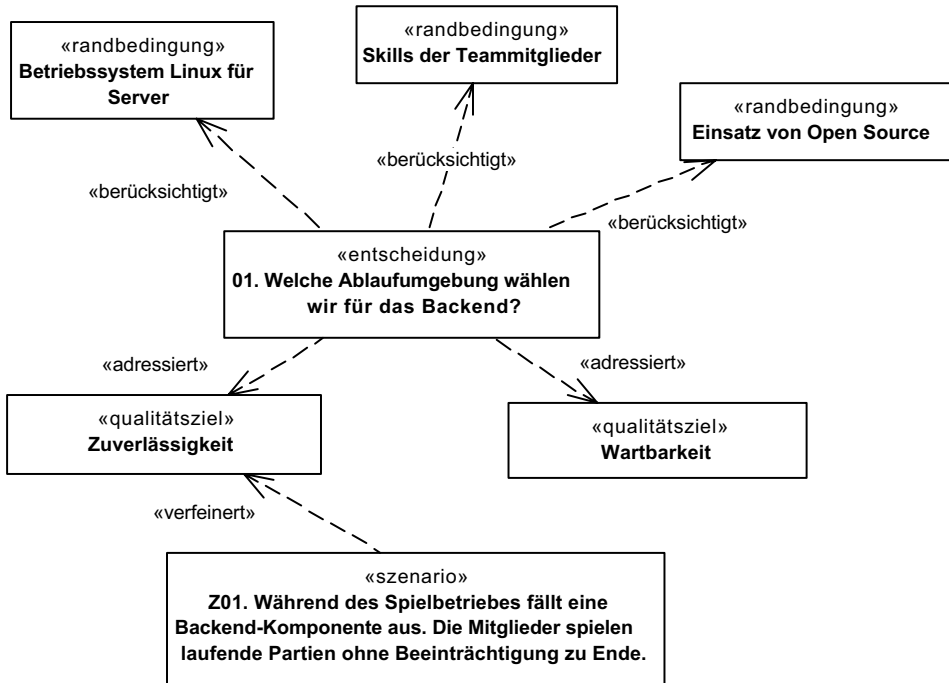 «randbedingung»
Betriebssystem Linux für
Server
«randbedingung»
Skills der Teammitglieder
«randbedingung»
Einsatz von Open Source
«berücksichtigt»
«berücksichtigt»
«berücksichtigt»
«entscheidung»
01. Welche Ablaufumgebung wählen
wir für das Backend?
«adressiert»
«adressiert»
«qualitätsziel»
Zuverlässigkeit
«qualitätsziel»
Wartbarkeit
«verfeinert»
«szenario»
Z01. Während des Spielbetriebes fällt eine
Backend-Komponente aus. Die Mitglieder spielen
laufende Partien ohne Beeinträchtigung zu Ende.